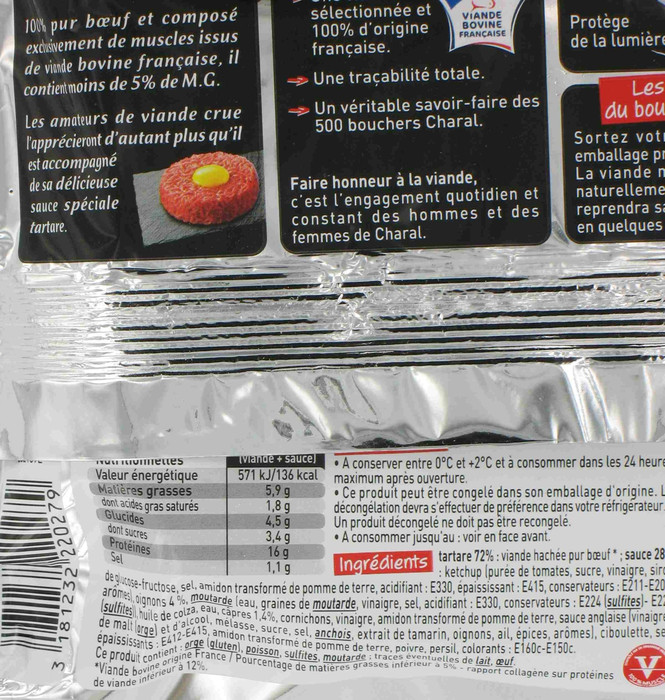 100% pur bœuf et composé
exclusivement de muscles issus
de viande bovine française, il
contient moins de 5% de M.G.
Les amateurs de viande crue
l'apprécieront d'autant plus qu'il
est accompagné
de sa délicieuse
sauce spéciale
tartare.
sélectionnée et
100% d'origine
française.
VIANDE
BOVINE
FRANÇAISE
Une traçabilité totale.
Un véritable savoir-faire des
500 bouchers Charal.
Faire honneur à la viande,
c'est l'engagement quotidien et
constant des hommes et des
femmes de Charal.
Protège
de la lumière
Les
du bou
Sortez vot
emballage pr
La viande n
naturelleme
reprendra sa
en quelques
nutritionnelles (viande + sauce)
Valeur énergétique 571 kJ/136 kcal
Matières grasses 5,9 g
dont acides gras saturés 1,8 g
Glucides 4,5 g
dont sucres 3,4 g
Protéines 16 g
Sel 1,1 g
3 181232 220279
• A conserver entre 0°C et +2°C et à consommer dans les 24 heure
maximum après ouverture.
• Ce produit peut être congelé dans son emballage d'origine. L
décongélation devra s'effectuer de préférence dans votre réfrigérateur.
Un produit décongelé ne doit pas être recongelé.
• A consommer jusqu'au : voir en face avant.
Ingrédients tartare 72% : viande hachée pur bœuf * ; sauce 28
: ketchup (purée de tomates, sucre, vinaigre, siro
de glucose-fructose, sel, amidon transformé de pomme de terre, acidifiant : E330, épaississant : E415, conservateurs : E211-E20
arômes), oignons 4 %, moutarde (eau, graines de moutarde, vinaigre, sel, acidifiant : E330, conservateurs : E224 (sulfites)- E22
(sulfites)), huile de colza, eau, câpres 1,4%, cornichons, vinaigre, amidon transformé de pomme de terre, sauce anglaise (vinaigre
de malt (orge) et d'alcool, mélasse, sucre, sel, anchois, extrait de tamarin, oignons, ail, épices, arômes), ciboulette, se
épaississants : E412-E415, amidon transformé de pomme de terre, poivre, persil, colorants : E160c-E150c.
Ce produit contient : orge (gluten), poisson, sulfites, moutarde ; traces éventuelles de lait, œuf.
*Viande bovine origine France / Pourcentage de matières grasses inférieur à 5% - rapport collagène sur protéines
de viande inférieur à 12%.
V